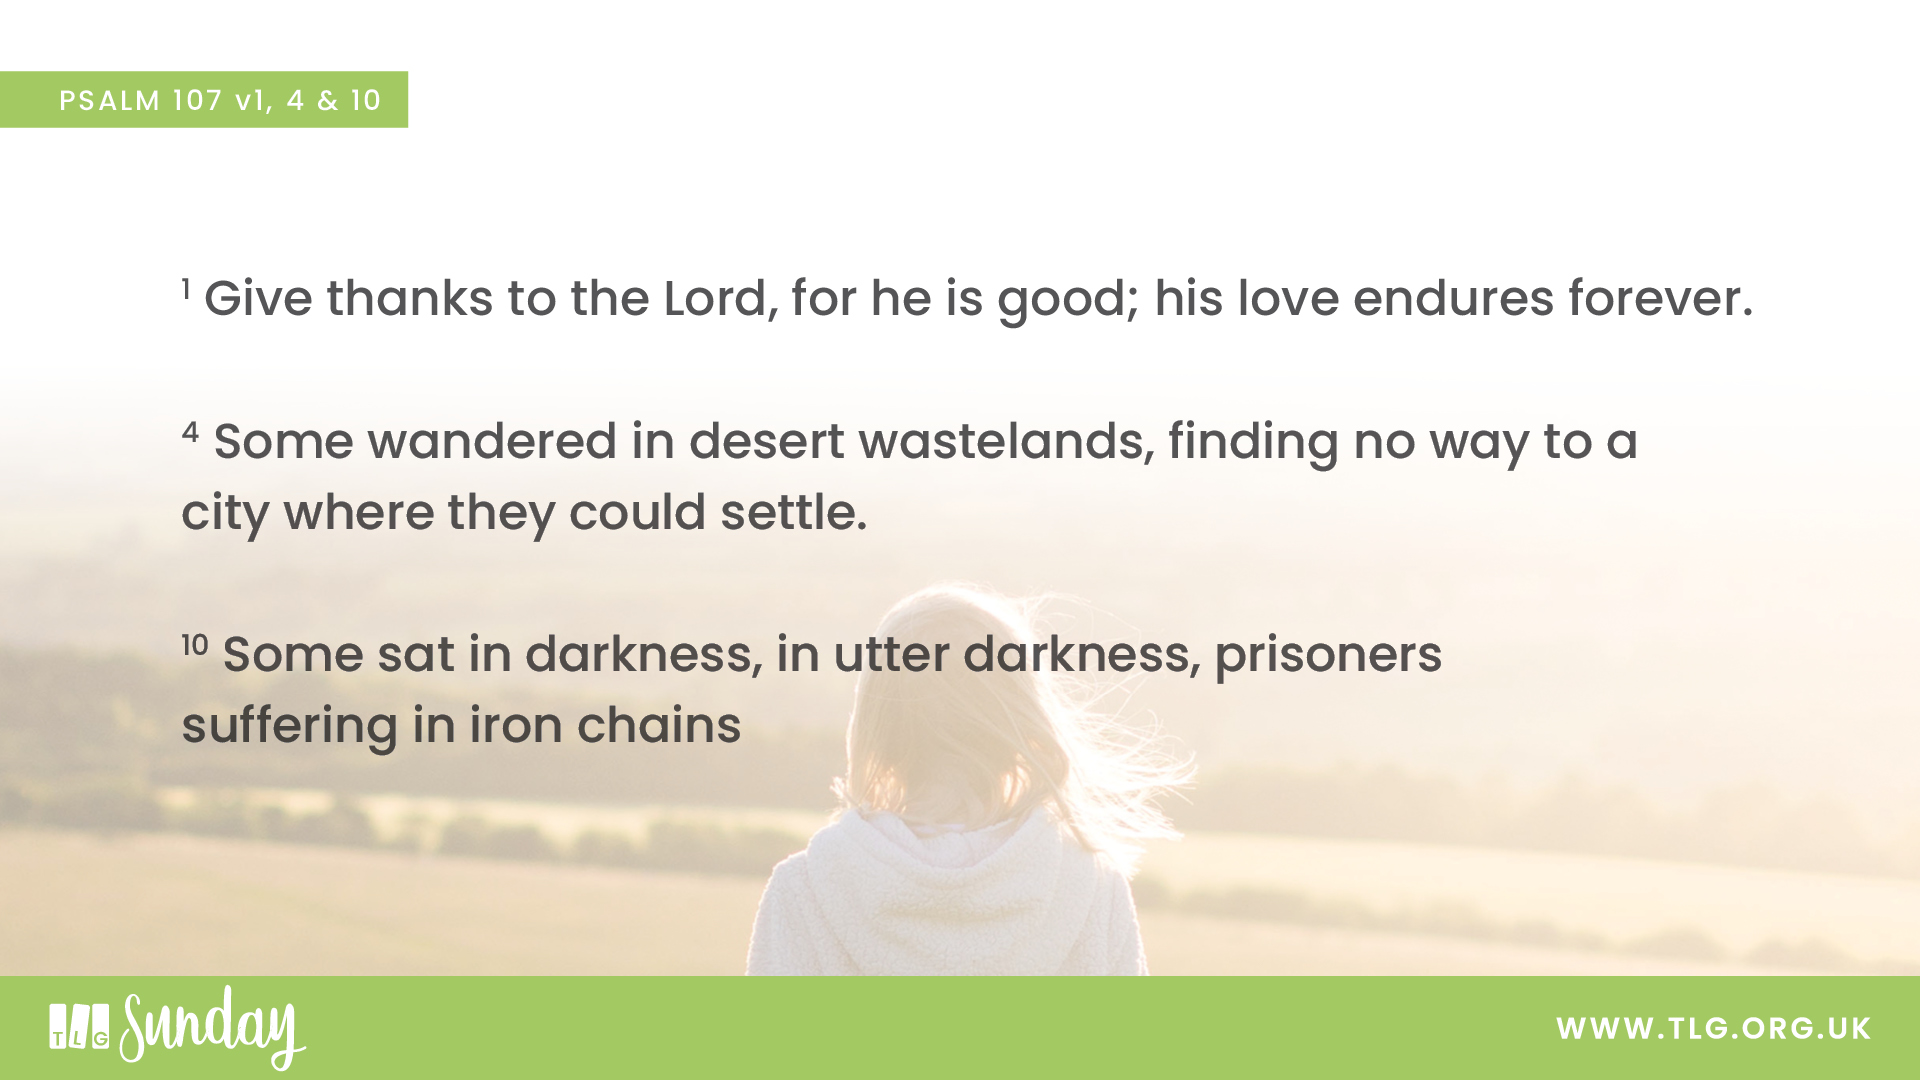 PSALM 107 v1, 4 & 10
¹ Give thanks to the Lord, for he is good; his love endures forever.
⁴ Some wandered in desert wastelands, finding no way to a
city where they could settle.
¹⁰ Some sat in darkness, in utter darkness, prisoners
suffering in iron chains
TLG Sunday
WWW.TLG.ORG.UK